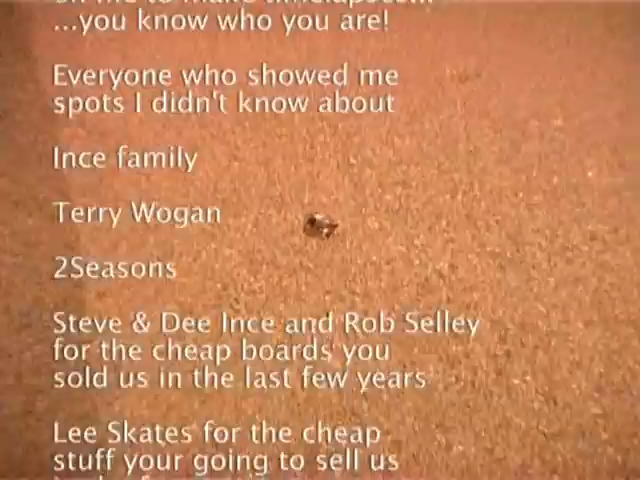 ...you know who you are!
Everyone who showed me
spots I didn't know about
Ince family
Terry Wogan
2Seasons
Steve & Dee Ince and Rob Selley
for the cheap boards you
sold us in the last few years
Lee Skates for the cheap
stuff your going to sell us